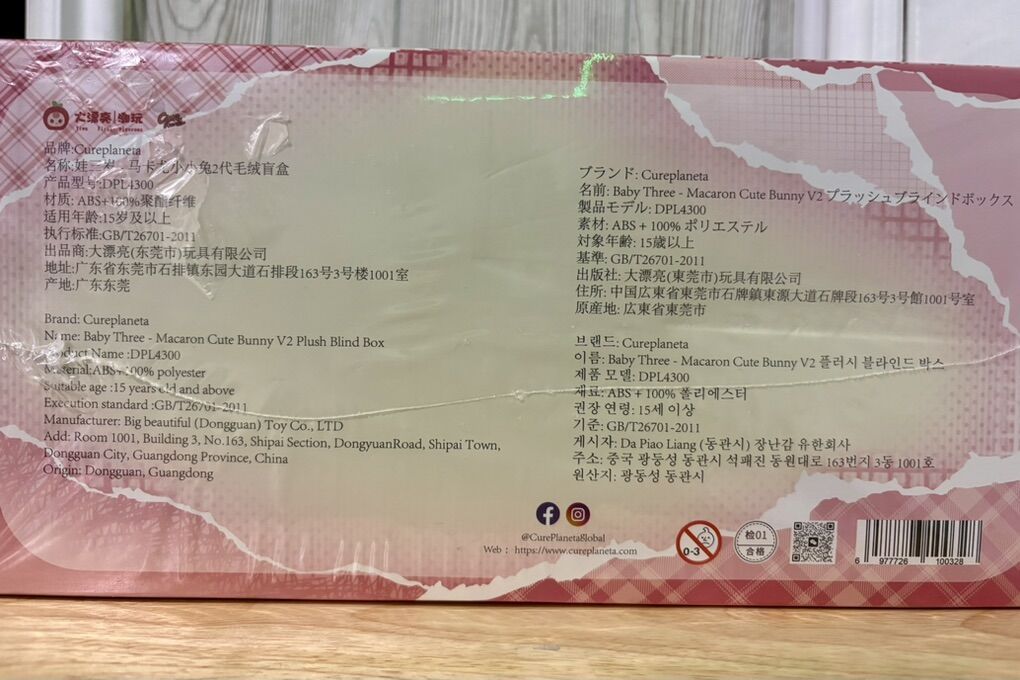 大漂亮 潮玩
品牌:Cureplaneta
名称:娃三岁 - 马卡龙小小兔2代毛绒盲盒
产品型号:DPL4300
材质: ABS+100%聚酯纤维
适用年龄:15岁及以上
执行标准:GB/T26701-2011
出品商:大漂亮(东莞市)玩具有限公司
地址:广东省东莞市石排镇东园大道石排段163号3号楼1001室
产地:广东东莞
Brand: Cureplaneta
Name: Baby Three - Macaron Cute Bunny V2 Plush Blind Box
Product Name :DPL4300
Material:ABS+100% polyester
Suitable age :15 years old and above
Execution standard :GB/T26701-2011
Manufacturer: Big beautiful (Dongguan) Toy Co., LTD
Add: Room 1001, Building 3, No.163, Shipai Section, DongyuanRoad, Shipai Town,
Dongguan City, Guangdong Province, China
Origin: Dongguan, Guangdong
ブランド: Cureplaneta
名前: Baby Three - Macaron Cute Bunny V2 プラッシュブラインドボックス
製品モデル: DPL4300
素材: ABS + 100% ポリエステル
対象年齢: 15歳以上
基準: GB/T26701-2011
出版社: 大漂亮(東莞市)玩具有限公司
住所: 中国広東省東莞市石牌鎮東源大道石牌段163号3号館1001号室
原産地: 広東省東莞市
브랜드: Cureplaneta
이름: Baby Three - Macaron Cute Bunny V2 플러시 블라인드 박스
제품 모델: DPL4300
재료: ABS + 100% 폴리에스터
권장 연령: 15세 이상
기준: GB/T26701-2011
게시자: Da Piao Liang (동관시) 장난감 유한회사
주소: 중국 광둥성 동관시 석패진 동원대로 163번지 3동 1001호
원산지: 광동성 동관시
@CurePlanetaGlobal
Web : https://www.cureplaneta.com
0-3
检01
合格
6 977726 100328